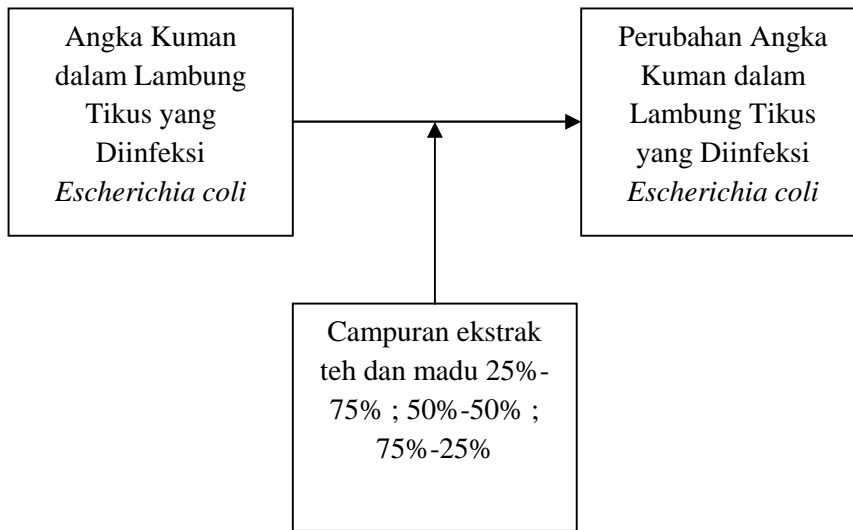 Angka Kuman
dalam Lambung
Tikus yang
Diinfeksi
Escherichia coli
Perubahan Angka
Kuman dalam
Lambung Tikus
yang Diinfeksi
Escherichia coli
Campuran ekstrak
teh dan madu 25%-
75% ; 50%-50% ;
75%-25%